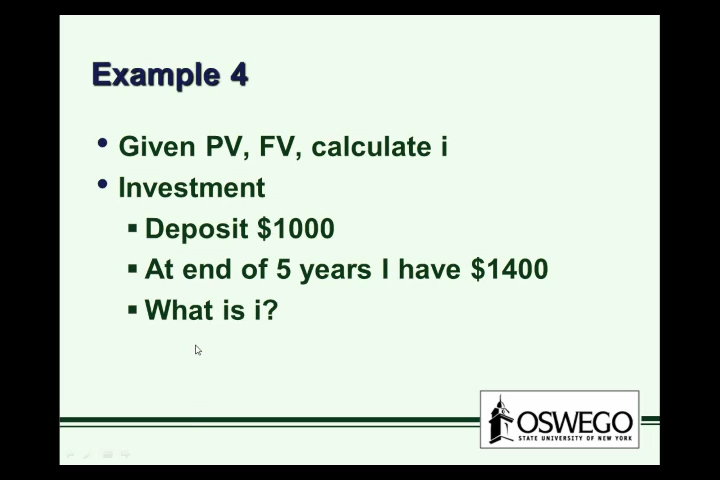 Example 4
• Given PV, FV, calculate i
• Investment
▪ Deposit $1000
▪ At end of 5 years I have $1400
▪ What is i?
OSWEGO
STATE UNIVERSITY OF NEW YORK